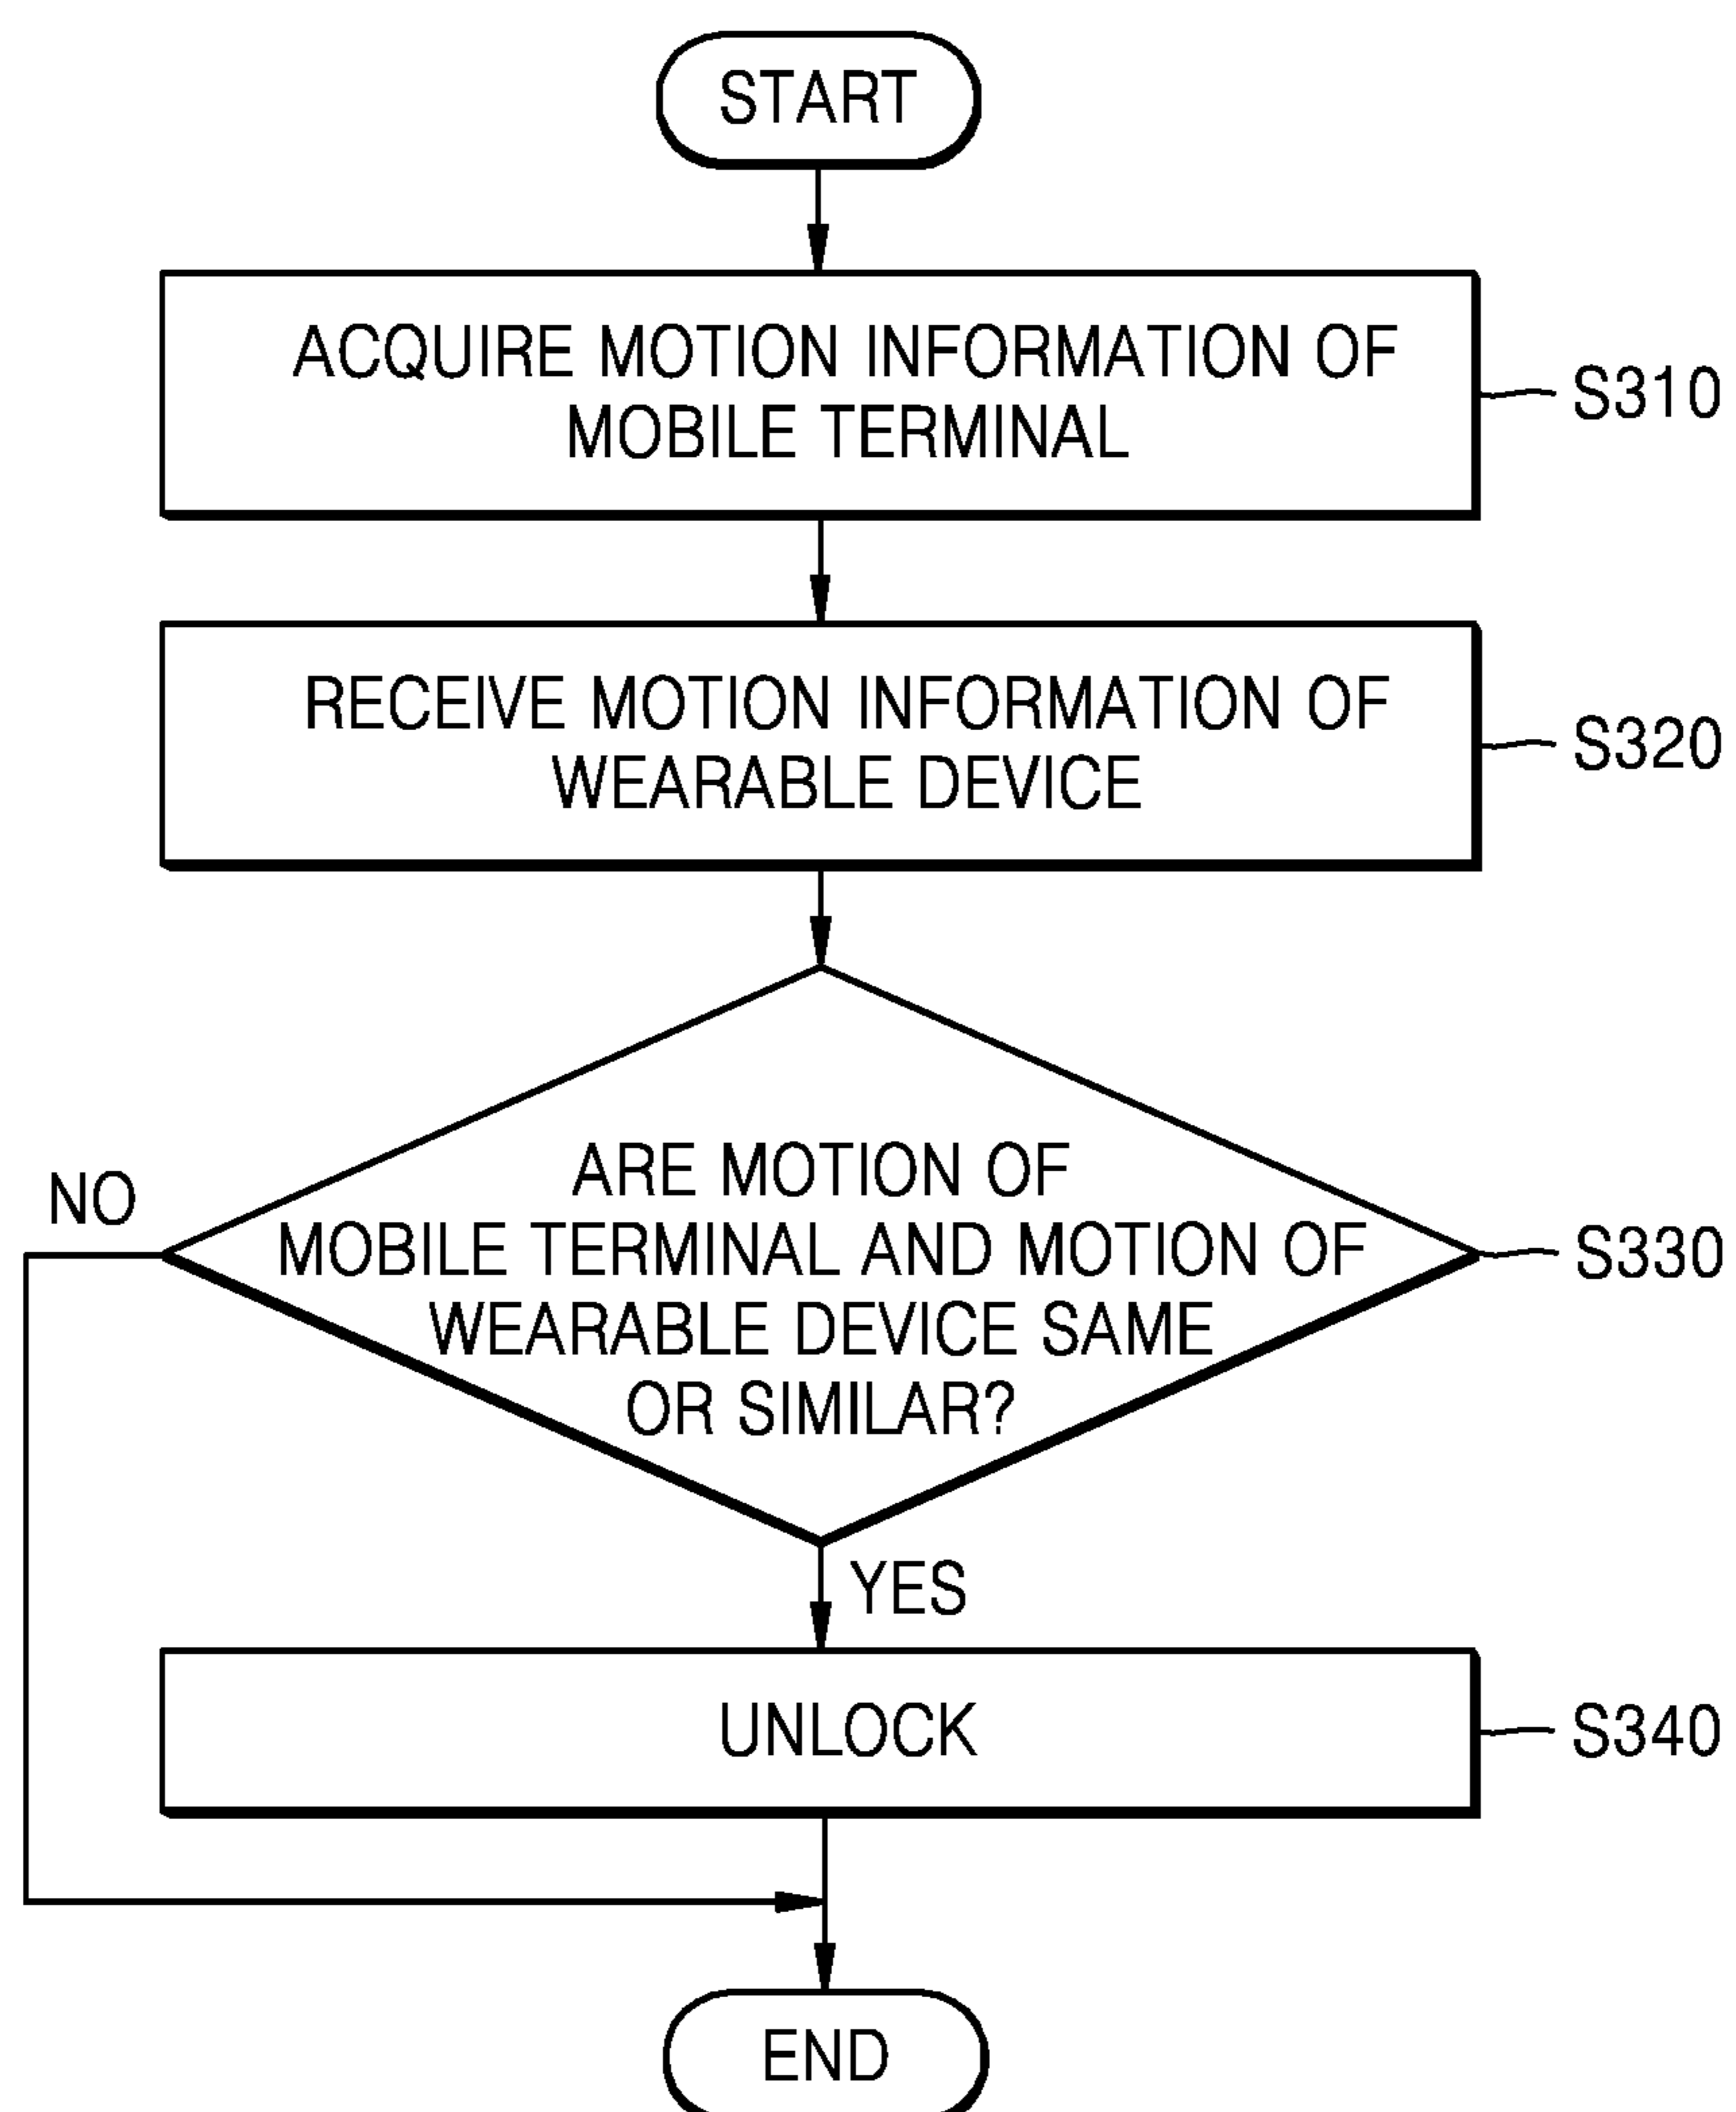 START
ACQUIRE MOTION INFORMATION OF
MOBILE TERMINAL
S310
RECEIVE MOTION INFORMATION OF
WEARABLE DEVICE
S320
ARE MOTION OF
MOBILE TERMINAL AND MOTION OF
WEARABLE DEVICE SAME
OR SIMILAR?
NO
S330
YES
UNLOCK
S340
END